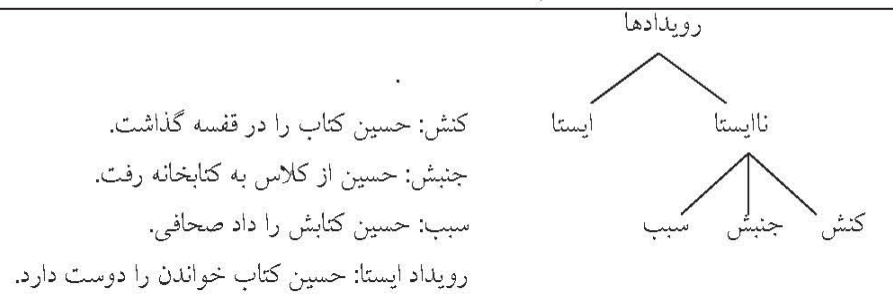 رویدادها
ناایستا ایستا
کنش جنبش سبب
کنش: حسین کتاب را در قفسه گذاشت.
جنبش: حسین از کلاس به کتابخانه رفت.
سبب: حسین کتابش را داد صحافی.
رویداد ایستا: حسین کتاب خواندن را دوست دارد.